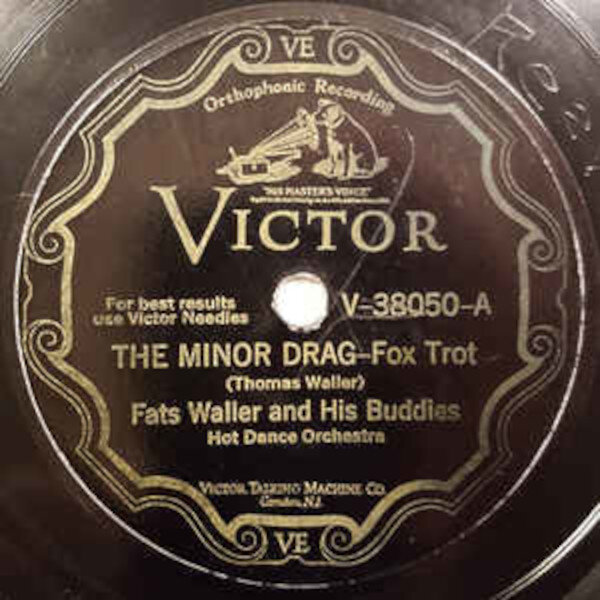 VE
Orthophonic Recording
"HIS MASTER'S VOICE"
VICTOR
For best results
use Victor Needles
V-38050-A
THE MINOR DRAG-Fox Trot
(Thomas Waller)
Fats Waller and His Buddies
Hot Dance Orchestra
VICTOR TALKING MACHINE CO.
Camden, N.J.
VE